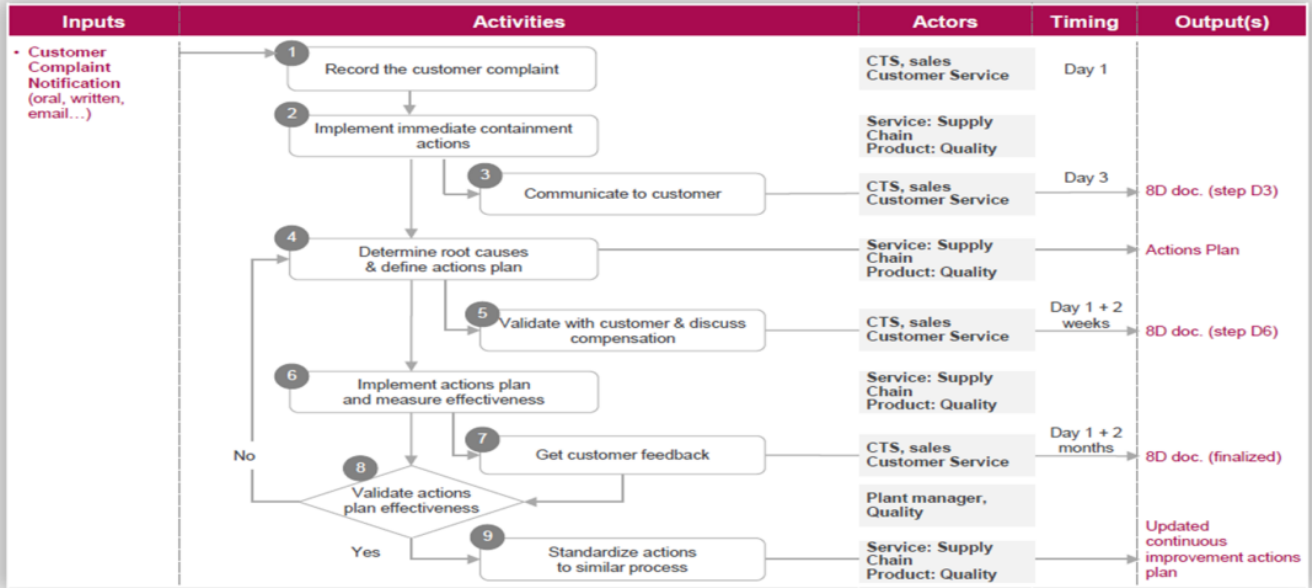 Inputs
Activities
Actors
Timing
Output(s)
• Customer
Complaint
Notification
(oral, written,
email...)
1
Record the customer complaint
CTS, sales
Customer Service
Day 1
2
Implement immediate containment
actions
Service: Supply
Chain
Product: Quality
3
Communicate to customer
CTS, sales
Customer Service
Day 3
8D doc. (step D3)
4
Determine root causes
& define actions plan
Service: Supply
Chain
Product: Quality
Actions Plan
5
Validate with customer & discuss
compensation
CTS, sales
Customer Service
Day 1 + 2
weeks
8D doc. (step D6)
6
Implement actions plan
and measure effectiveness
Service: Supply
Chain
Product: Quality
7
Get customer feedback
CTS, sales
Customer Service
Day 1 + 2
months
8D doc. (finalized)
No
8
Validate actions
plan effectiveness
Plant manager,
Quality
Yes
9
Standardize actions
to similar process
Service: Supply
Chain
Product: Quality
Updated
continuous
improvement actions
plan